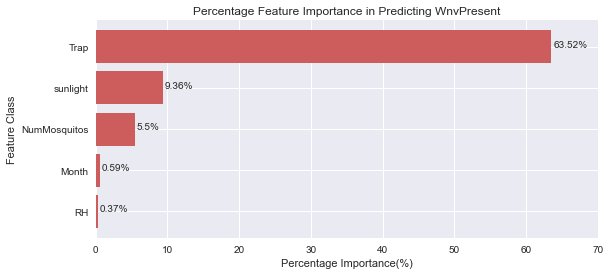 Percentage Feature Importance in Predicting WnvPresent
Feature Class
Trap 63.52%
sunlight 9.36%
NumMosquitos 5.5%
Month 0.59%
RH 0.37%
0 10 20 30 40 50 60 70
Percentage Importance(%)